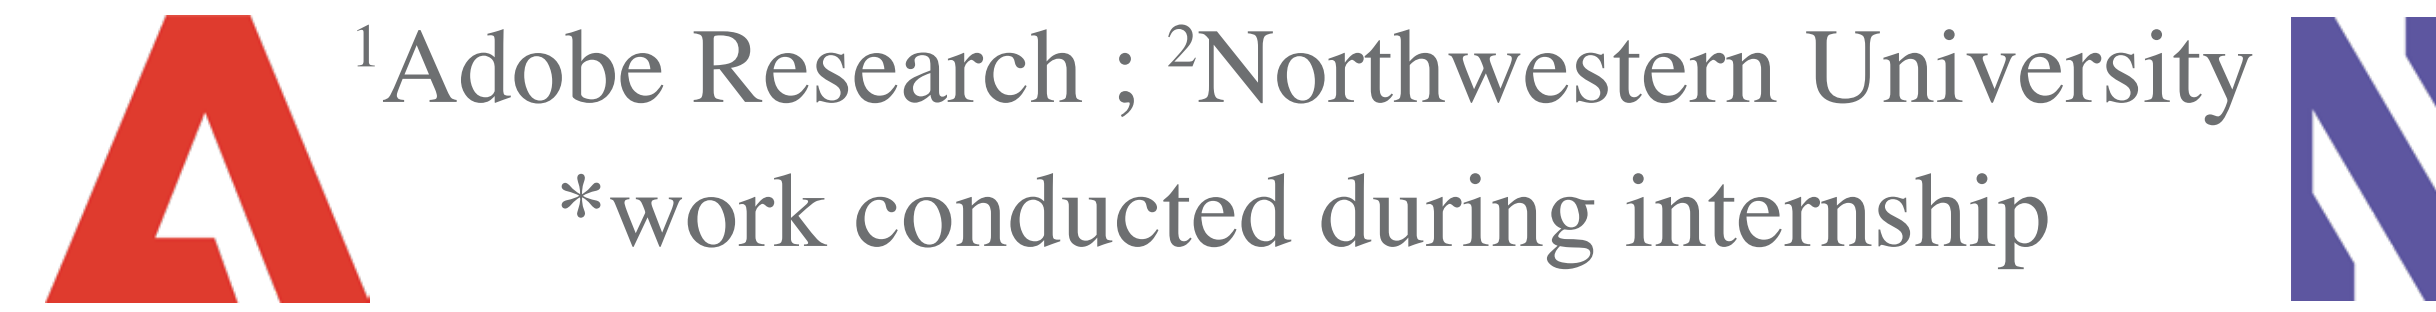 ¹Adobe Research ; ²Northwestern University
*work conducted during internship